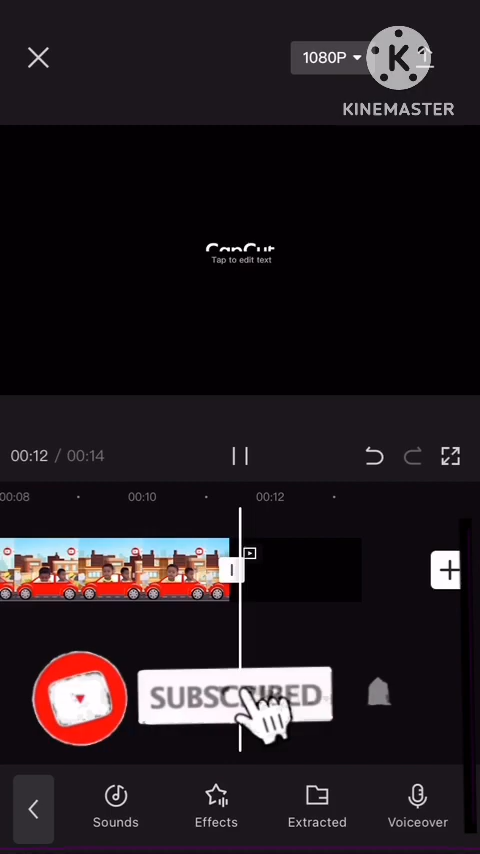 1080P
K
KINEMASTER
CapCut
Tap to edit text
00:12 / 00:14
00:08 00:10 00:12
SUBSCRIBED
Sounds Effects Extracted Voiceover